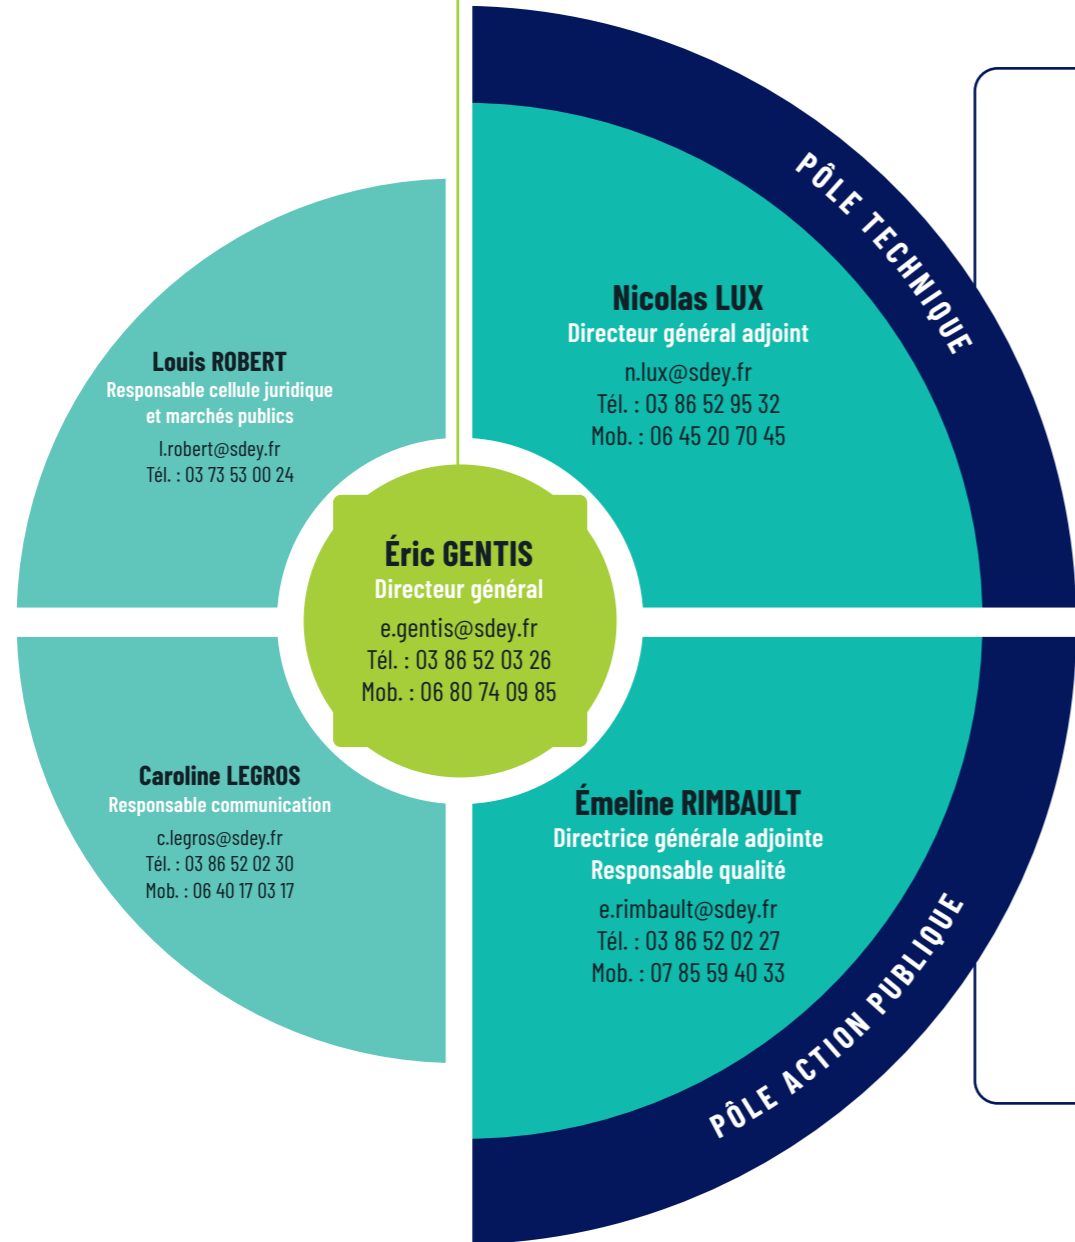 PÔLE TECHNIQUE
Nicolas LUX
Directeur général adjoint
n.lux@sdey.fr
Tél. : 03 86 52 95 32
Mob. : 06 45 20 70 45
Louis ROBERT
Responsable cellule juridique
et marchés publics
l.robert@sdey.fr
Tél. : 03 73 53 00 24
Éric GENTIS
Directeur général
e.gentis@sdey.fr
Tél. : 03 86 52 03 26
Mob. : 06 80 74 09 85
Caroline LEGROS
Responsable communication
c.legros@sdey.fr
Tél. : 03 86 52 02 30
Mob. : 06 40 17 03 17
Émeline RIMBAULT
Directrice générale adjointe
Responsable qualité
e.rimbault@sdey.fr
Tél. : 03 86 52 02 27
Mob. : 07 85 59 40 33
PÔLE ACTION PUBLIQUE